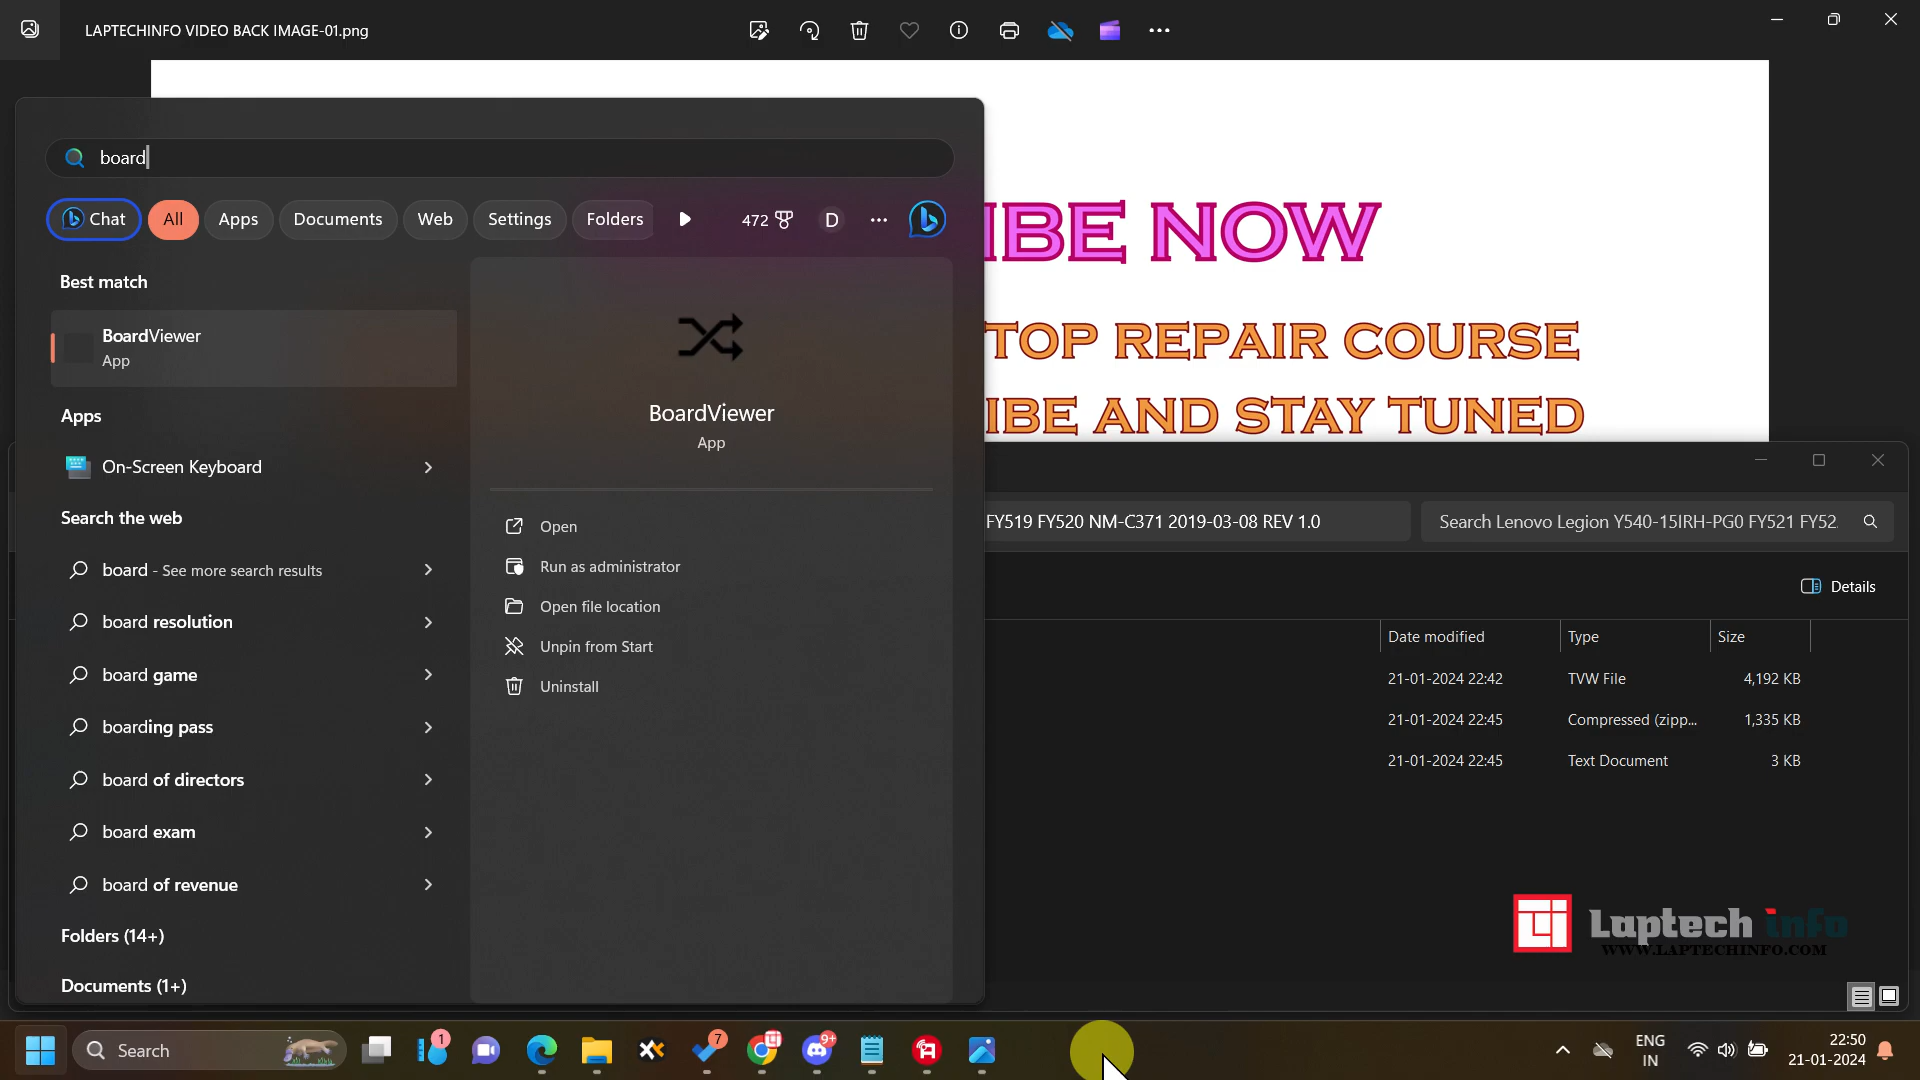 LAPTECHINFO VIDEO BACK IMAGE-01.png
IBE NOW
TOP REPAIR COURSE
IBE AND STAY TUNED
board
Chat
All
Apps
Documents
Web
Settings
Folders
472
D
Best match
BoardViewer
App
Apps
On-Screen Keyboard
Search the web
board - See more search results
board resolution
board game
boarding pass
board of directors
board exam
board of revenue
Folders (14+)
Documents (1+)
BoardViewer
App
Open
Run as administrator
Open file location
Unpin from Start
Uninstall
FY519 FY520 NM-C371 2019-03-08 REV 1.0
Search Lenovo Legion Y540-15IRH-PG0 FY521 FY52
Details
Date modified Type Size
21-01-2024 22:42 TVW File 4,192 KB
21-01-2024 22:45 Compressed (zipp... 1,335 KB
21-01-2024 22:45 Text Document 3 KB
Laptech info
WWW.LAPTECHINFO.COM
Search
1
7
9+
ENG
IN
22:50
21-01-2024